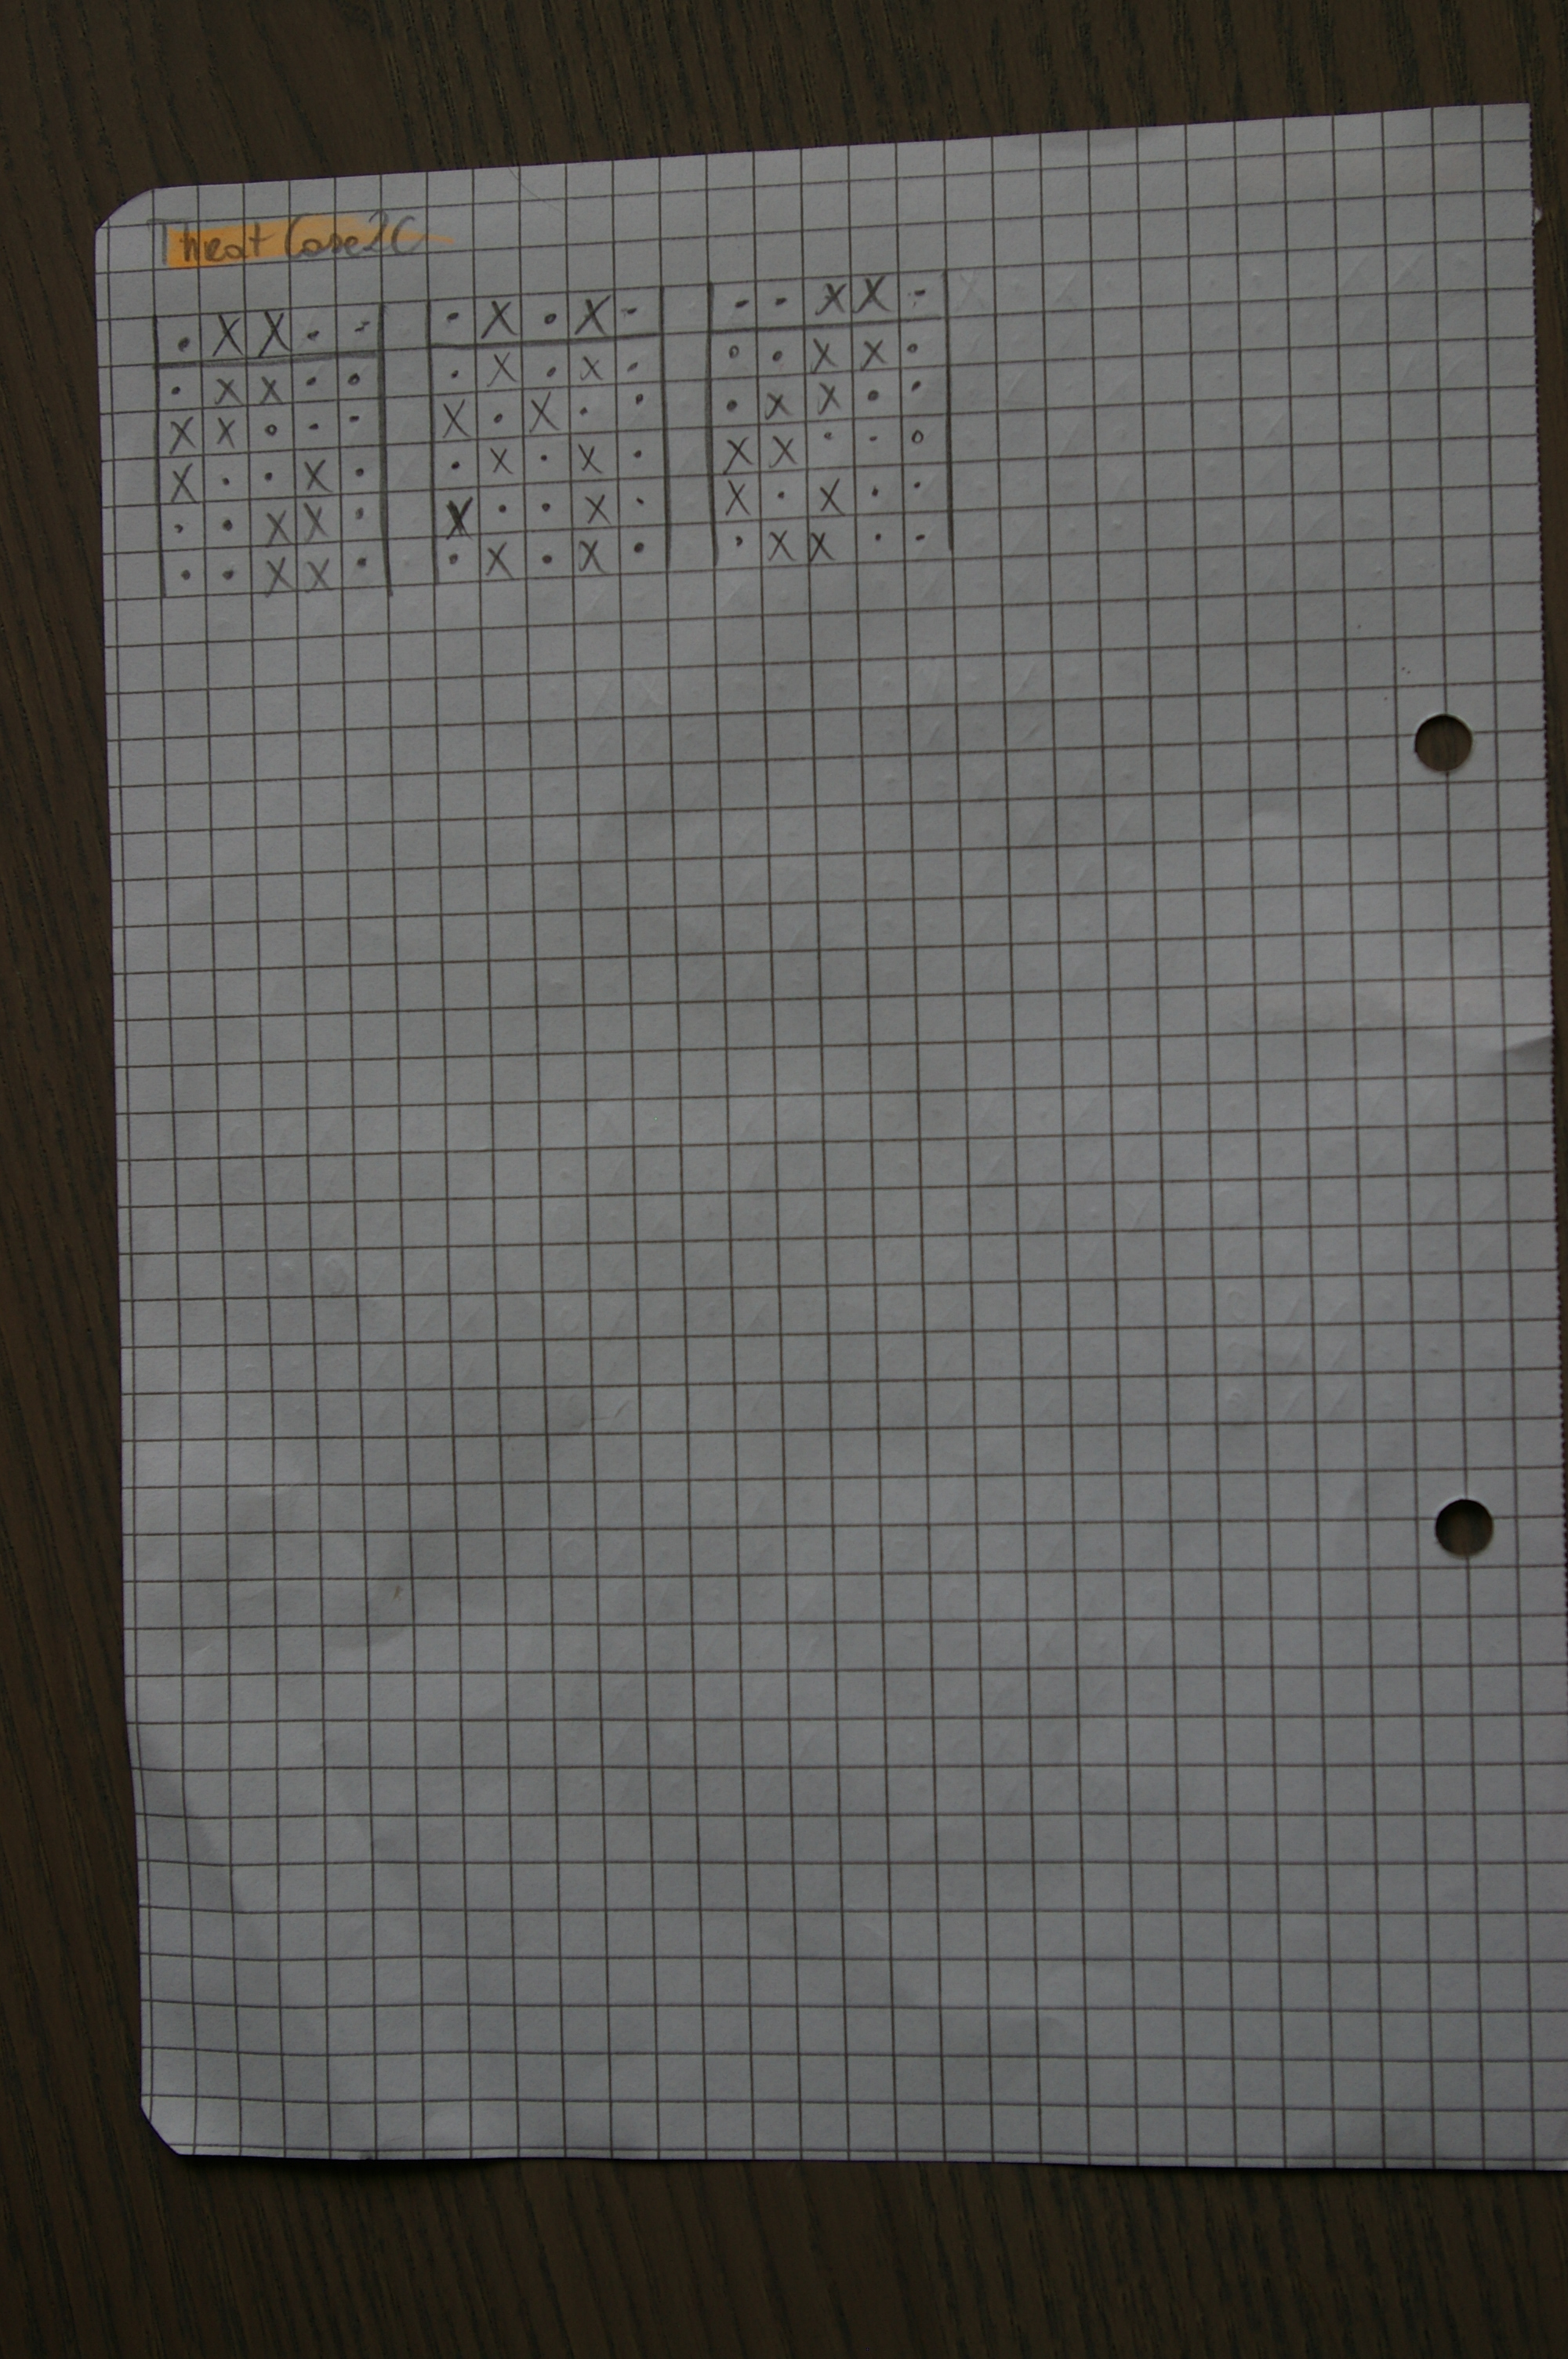 Threat Case 2C
. X X . - . X . X - - - X X -
. X X . . . X . X . . . X X .
X X . . - X . X . . . X X . .
X . . X . . X . X . X X . . .
. . X X . X . . X . X . X . .
. . X X . . X . X . . X X . .